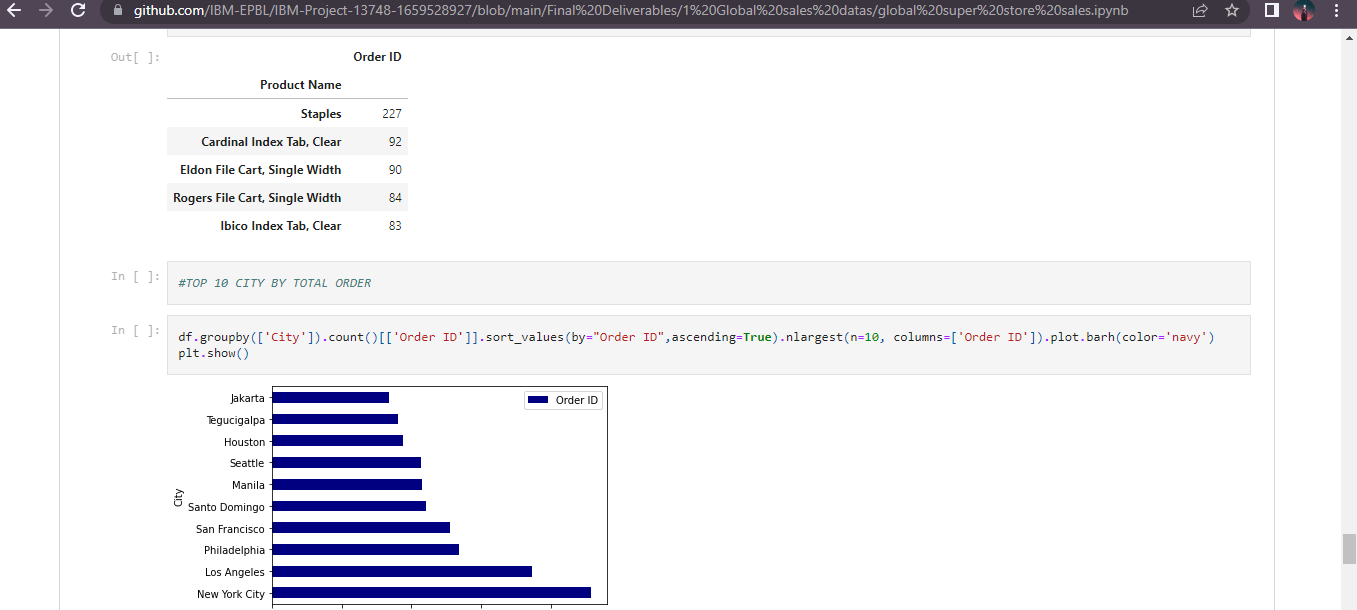 github.com/IBM-EPBL/IBM-Project-13748-1659528927/blob/main/Final%20Deliverables/1%20Global%20sales%20datas/global%20super%20store%20sales.ipynb
Out[ ]:
Order ID
Product Name
Staples 227
Cardinal Index Tab, Clear 92
Eldon File Cart, Single Width 90
Rogers File Cart, Single Width 84
Ibico Index Tab, Clear 83
In [ ]:
#TOP 10 CITY BY TOTAL ORDER
In [ ]:
df.groupby(['City']).count()[['Order ID']].sort_values(by="Order ID",ascending=True).nlargest(n=10, columns=['Order ID']).plot.barh(color='navy')
plt.show()
Order ID
City
Jakarta
Tegucigalpa
Houston
Seattle
Manila
Santo Domingo
San Francisco
Philadelphia
Los Angeles
New York City